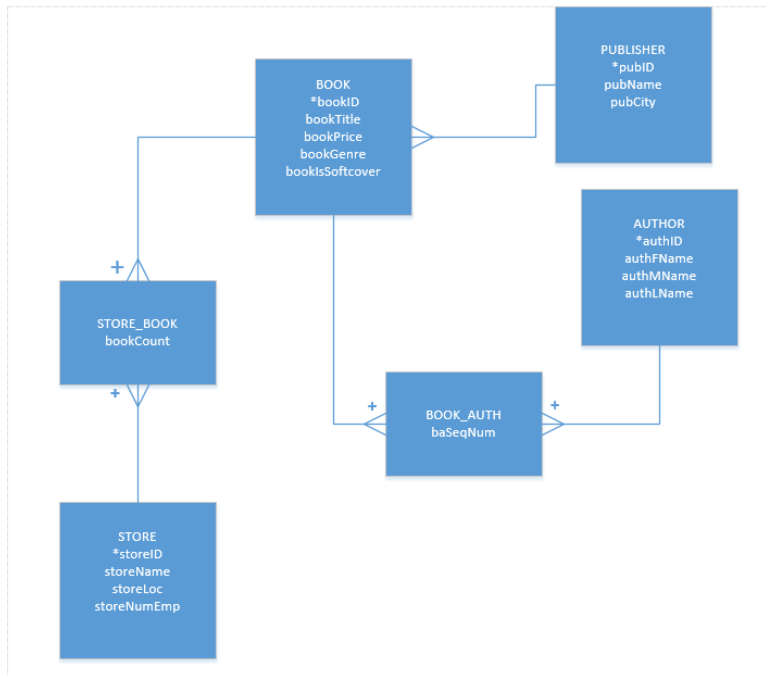 PUBLISHER
*pubID
pubName
pubCity
BOOK
*bookID
bookTitle
bookPrice
bookGenre
bookIsSoftcover
AUTHOR
*authID
authFName
authMName
authLName
+
STORE_BOOK
bookCount
+
+
+
BOOK_AUTH
baSeqNum
STORE
*storeID
storeName
storeLoc
storeNumEmp